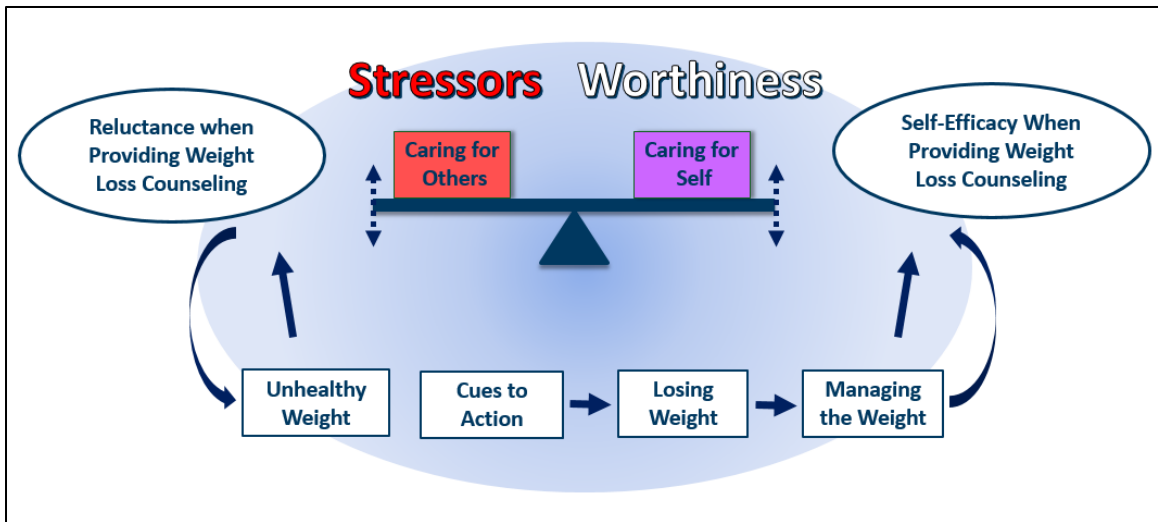 Stressors Worthiness
Reluctance when
Providing Weight
Loss Counseling
Caring for
Others
Caring for
Self
Self-Efficacy When
Providing Weight
Loss Counseling
Unhealthy
Weight
Cues to
Action
Losing
Weight
Managing
the Weight